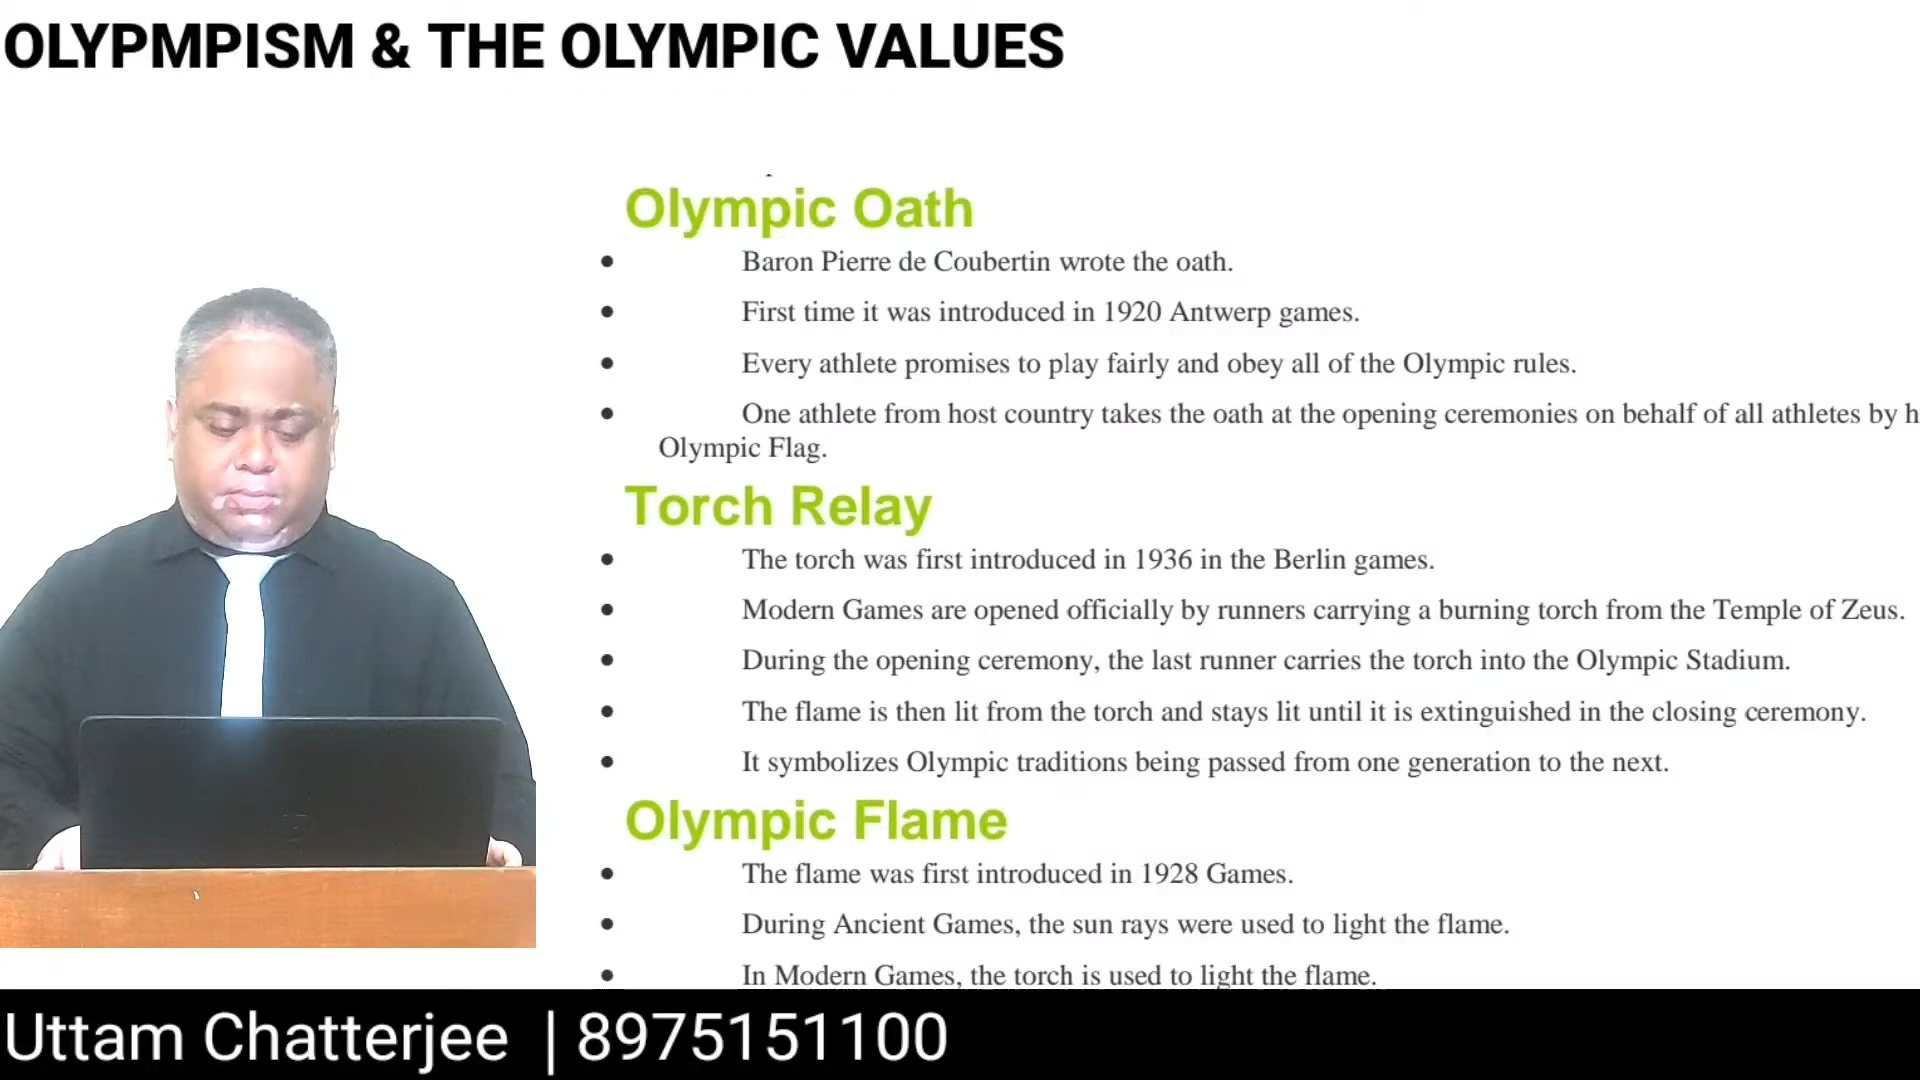 OLYPMPISM & THE OLYMPIC VALUES
Olympic Oath
• Baron Pierre de Coubertin wrote the oath.
• First time it was introduced in 1920 Antwerp games.
• Every athlete promises to play fairly and obey all of the Olympic rules.
• One athlete from host country takes the oath at the opening ceremonies on behalf of all athletes by
Olympic Flag.
Torch Relay
• The torch was first introduced in 1936 in the Berlin games.
• Modern Games are opened officially by runners carrying a burning torch from the Temple of Zeus.
• During the opening ceremony, the last runner carries the torch into the Olympic Stadium.
• The flame is then lit from the torch and stays lit until it is extinguished in the closing ceremony.
• It symbolizes Olympic traditions being passed from one generation to the next.
Olympic Flame
• The flame was first introduced in 1928 Games.
• During Ancient Games, the sun rays were used to light the flame.
• In Modern Games, the torch is used to light the flame.
Uttam Chatterjee | 8975151100